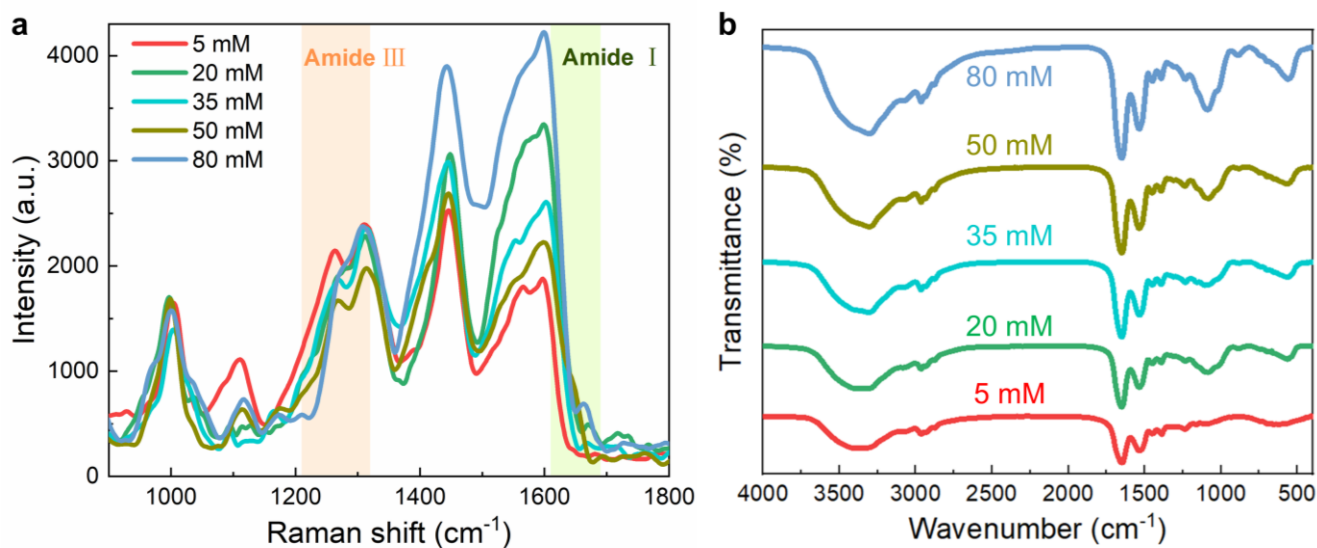 a
5 mM
20 mM
35 mM
50 mM
80 mM
Amide III
Amide I
4000
3000
2000
1000
0
Intensity (a.u.)
1000 1200 1400 1600 1800
Raman shift (cm⁻¹)
b
80 mM
50 mM
35 mM
20 mM
5 mM
Transmittance (%)
4000 3500 3000 2500 2000 1500 1000 500
Wavenumber (cm⁻¹)